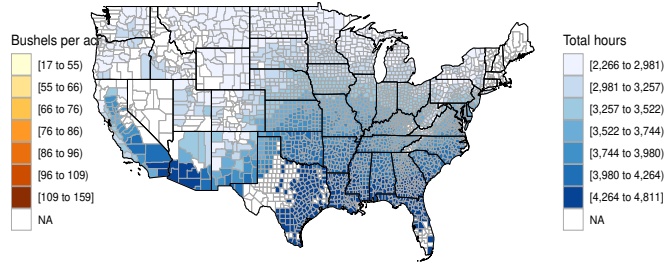 Bushels per ac
[17 to 55)
[55 to 66)
[66 to 76)
[76 to 86)
[86 to 96)
[96 to 109)
[109 to 159]
NA
Total hours
[2,266 to 2,981)
[2,981 to 3,257)
[3,257 to 3,522)
[3,522 to 3,744)
[3,744 to 3,980)
[3,980 to 4,264)
[4,264 to 4,811]
NA